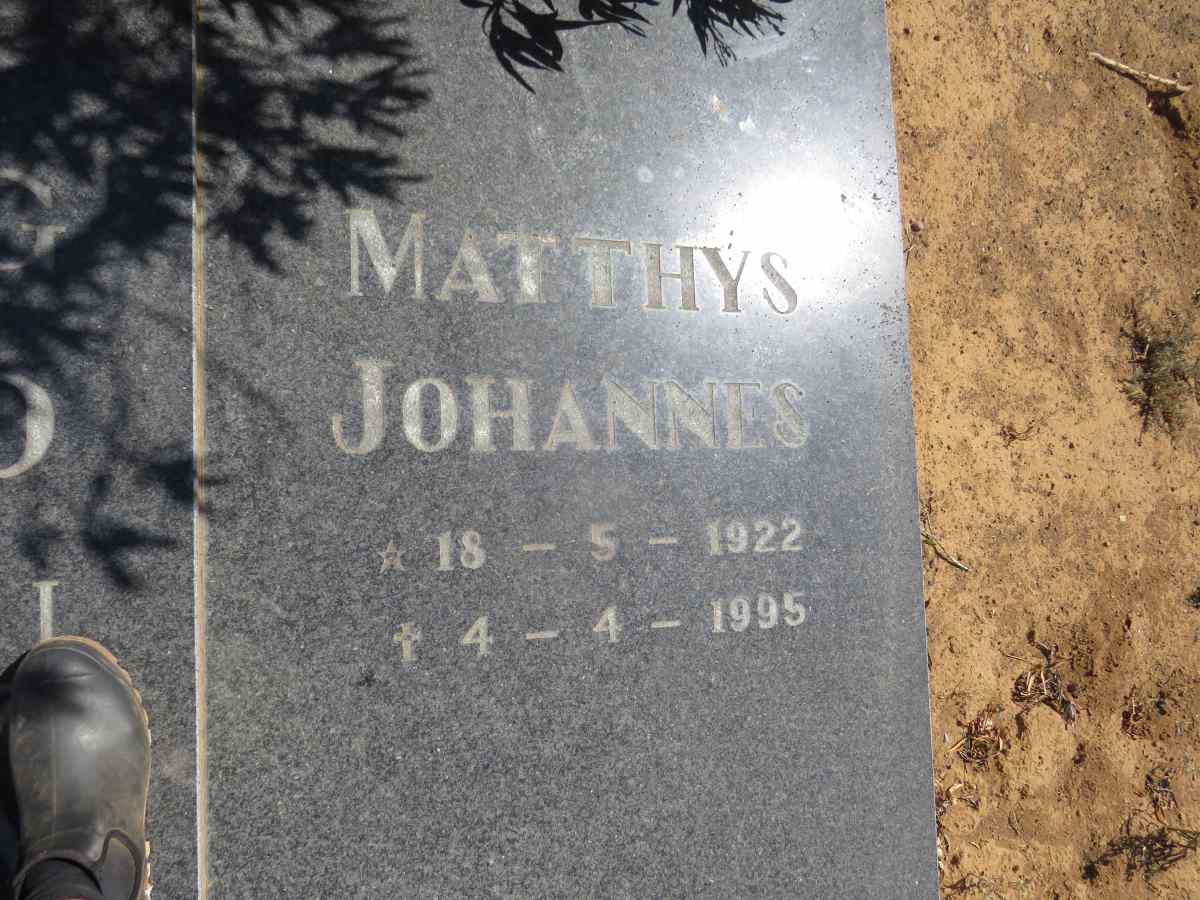 MATTHYS
JOHANNES
☆ 18 – 5 – 1922
✝ 4 – 4 – 1995